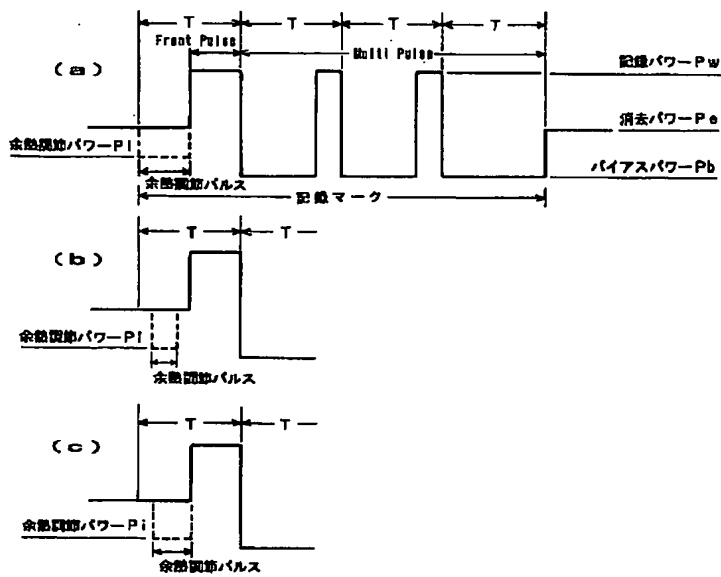 T T T T
Front Pulse
Multi Pulse
(a)
記録パワーPw
消去パワーPe
余熱調節パワーPi
バイアスパワーPb
余熱調節パルス
記録マーク
T T
(b)
余熱調節パワーPi
余熱調節パルス
T T
(c)
余熱調節パワーPi
余熱調節パルス